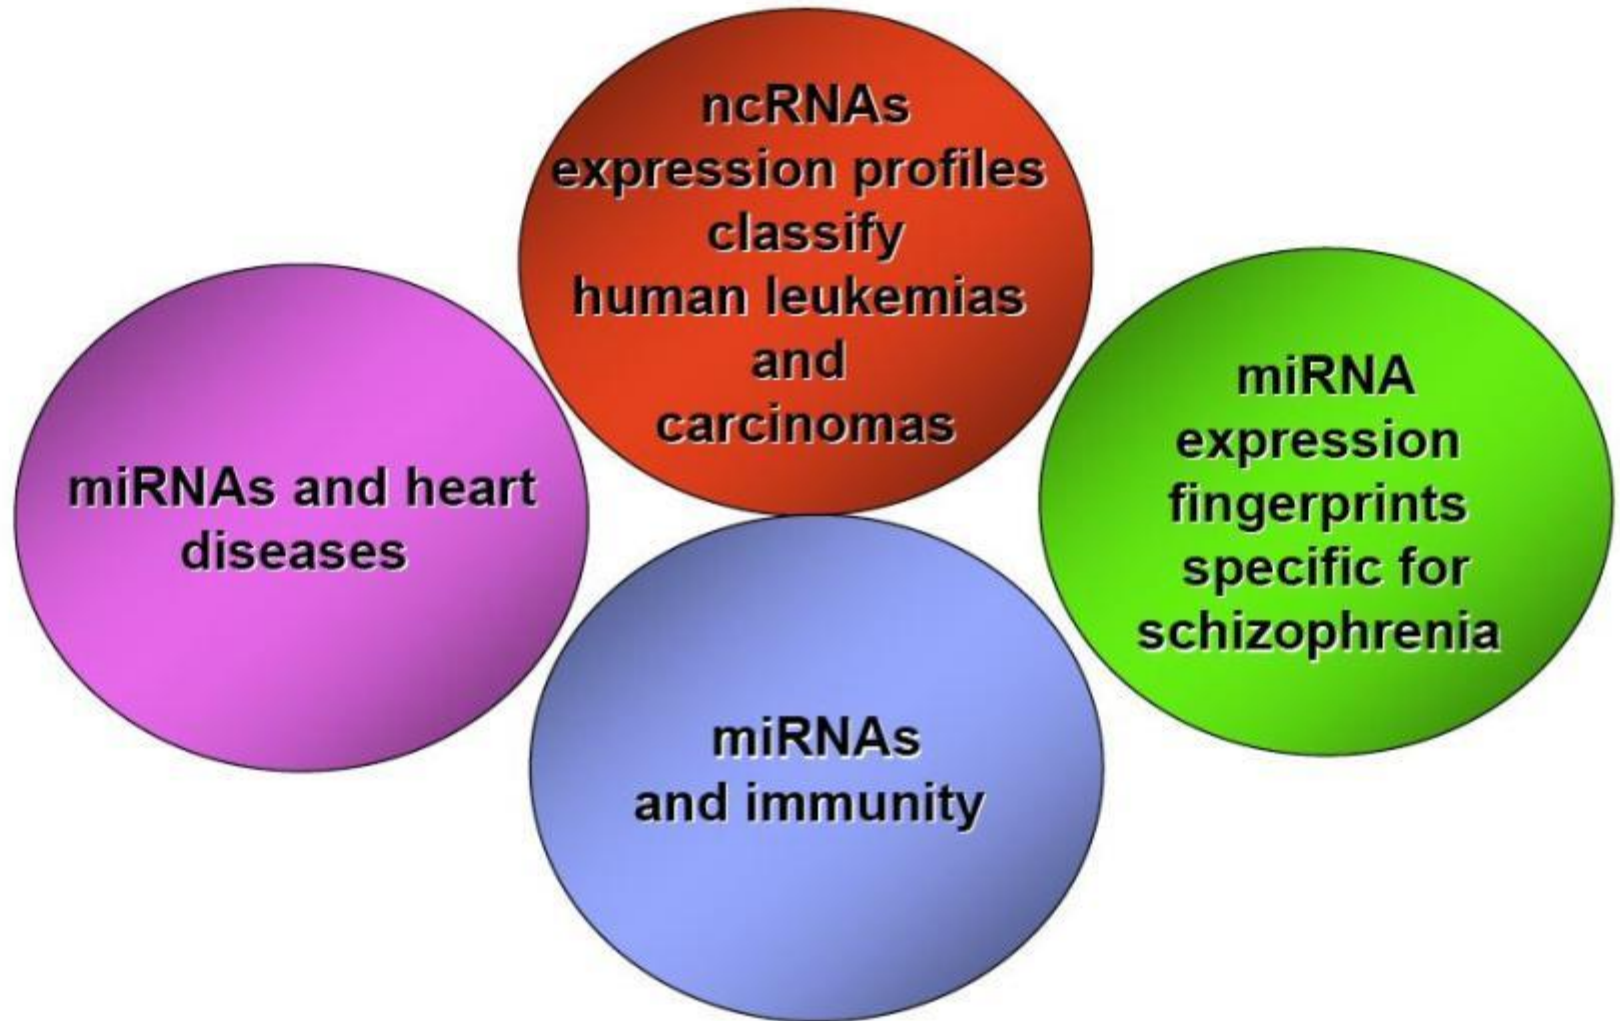 ncRNAs
expression profiles
classify
human leukemias
and
carcinomas
miRNAs and heart
diseases
miRNA
expression
fingerprints
specific for
schizophrenia
miRNAs
and immunity